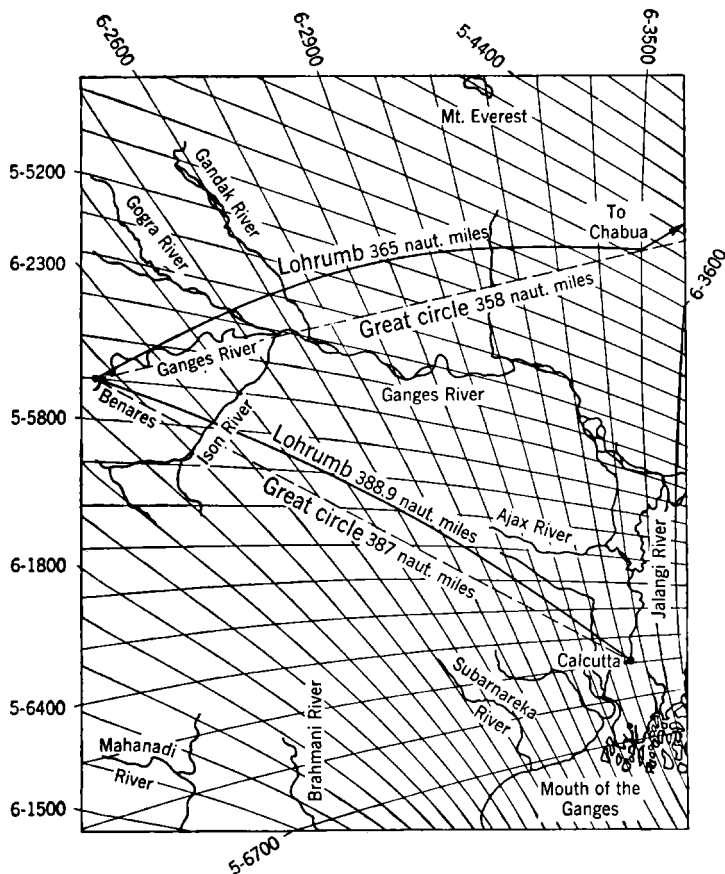 6-2600
6-2900
5-4400
6-3500
Mt. Everest
5-5200
Gandak River
Gogra River
To
Chabua
Lohrumb 365 naut. miles
6-2300
6-3600
Great circle 358 naut. miles
Ganges River
Ganges River
Benares
5-5800
Ison River
Lohrumb 388.9 naut. miles
Great circle 387 naut. miles
Ajax River
Jalangi River
6-1800
Calcutta
Subarnareka
River
5-6400
Mahanadi
River
Brahmani River
Mouth of the
Ganges
6-1500
5-6700